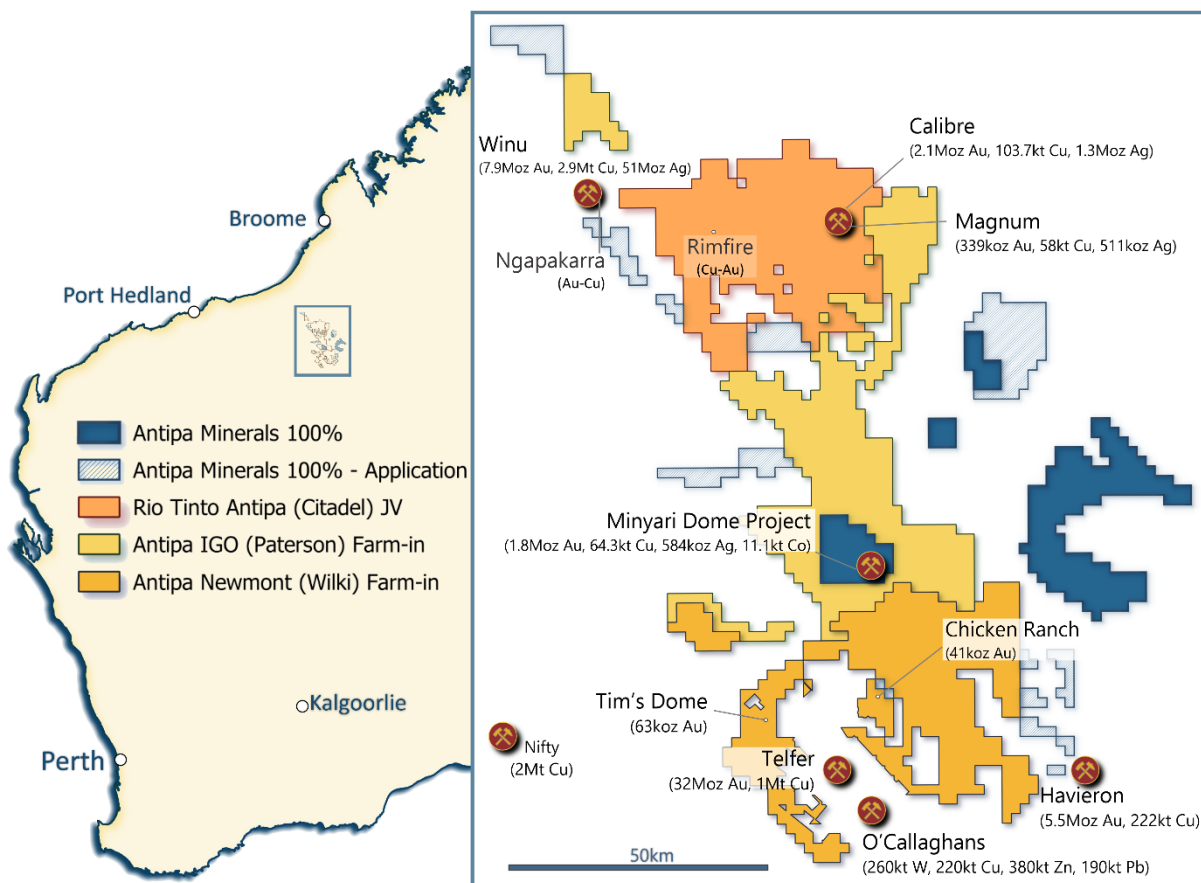 Broome
Port Hedland
Antipa Minerals 100%
Antipa Minerals 100% - Application
Rio Tinto Antipa (Citadel) JV
Antipa IGO (Paterson) Farm-in
Antipa Newmont (Wilki) Farm-in
Kalgoorlie
Perth
Winu
(7.9Moz Au, 2.9Mt Cu, 51Moz Ag)
Calibre
(2.1Moz Au, 103.7kt Cu, 1.3Moz Ag)
Magnum
(339koz Au, 58kt Cu, 511koz Ag)
Ngapakarra
(Au-Cu)
Rimfire
(Cu-Au)
Minyari Dome Project
(1.8Moz Au, 64.3kt Cu, 584koz Ag, 11.1kt Co)
Chicken Ranch
(41koz Au)
Tim's Dome
(63koz Au)
Nifty
(2Mt Cu)
Telfer
(32Moz Au, 1Mt Cu)
Havieron
(5.5Moz Au, 222kt Cu)
O'Callaghans
(260kt W, 220kt Cu, 380kt Zn, 190kt Pb)
50km